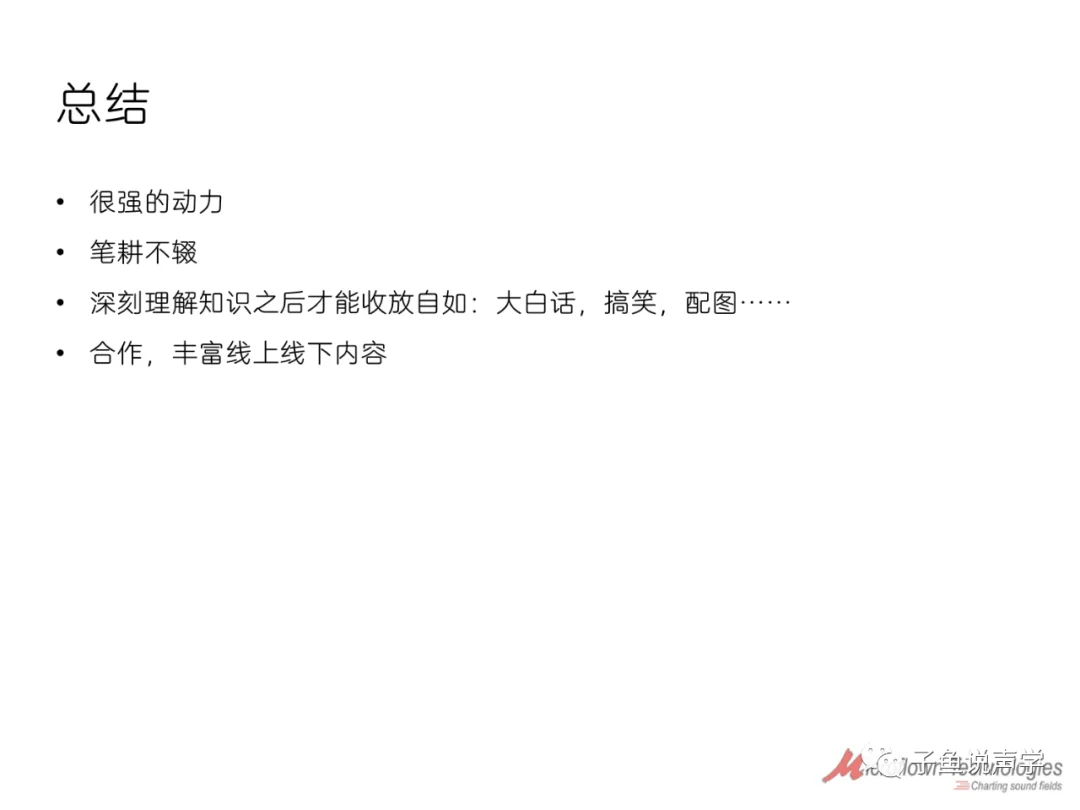 总结
• 很强的动力
• 笔耕不辍
• 深刻理解知识之后才能收放自如：大白话，搞笑，配图……
• 合作，丰富线上线下内容
子鱼说声学
Technologies
Charting sound fields